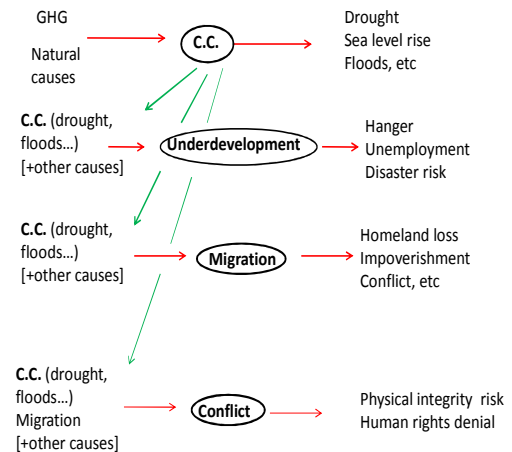 GHG
Natural
causes
C.C.
Drought
Sea level rise
Floods, etc
C.C. (drought,
floods...)
[+other causes]
Underdevelopment
Hanger
Unemployment
Disaster risk
C.C. (drought,
floods...)
[+other causes]
Migration
Homeland loss
Impoverishment
Conflict, etc
C.C. (drought,
floods...)
Migration
[+other causes]
Conflict
Physical integrity risk
Human rights denial